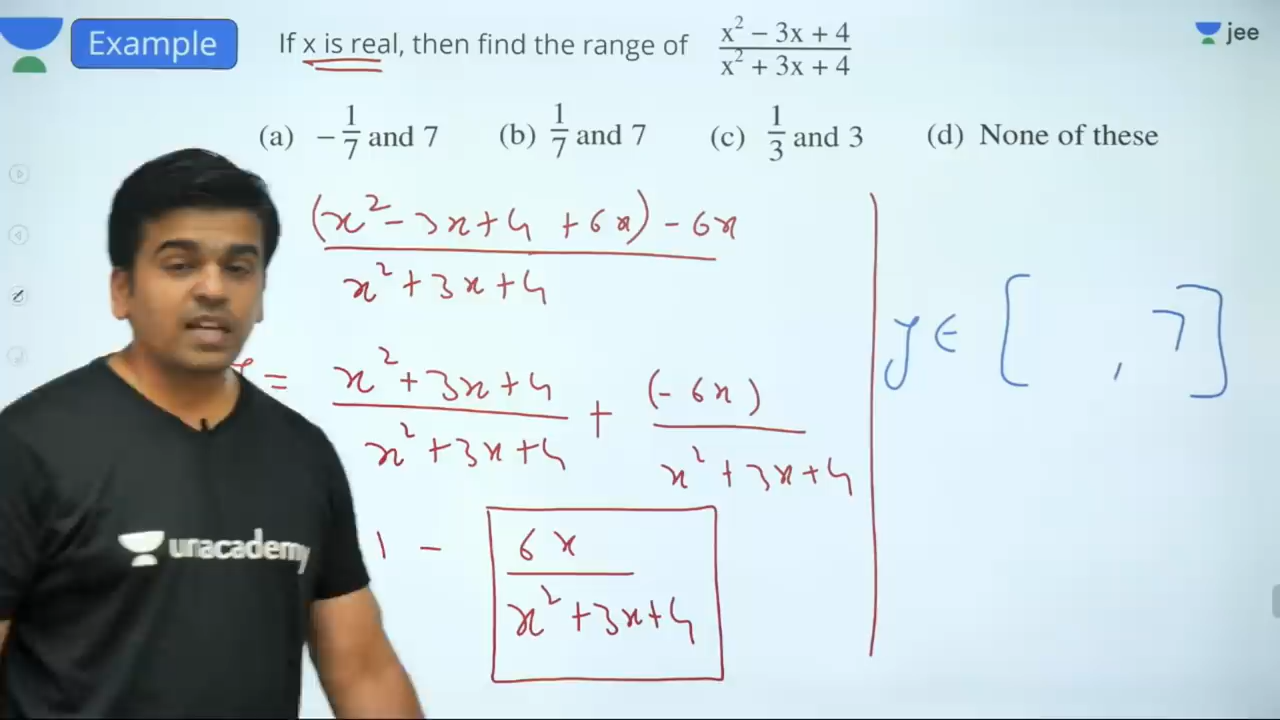 Example
If x is real, then find the range of x² − 3x + 4 / x² + 3x + 4
jee
(a) − 1/7 and 7 (b) 1/7 and 7 (c) 1/3 and 3 (d) None of these
(x² − 3x + 4 + 6x) − 6x
x² + 3x + 4
= x² + 3x + 4 / x² + 3x + 4 + (−6x) / x² + 3x + 4
y ∈ [ , 7]
1 − 6x / x² + 3x + 4
unacademy